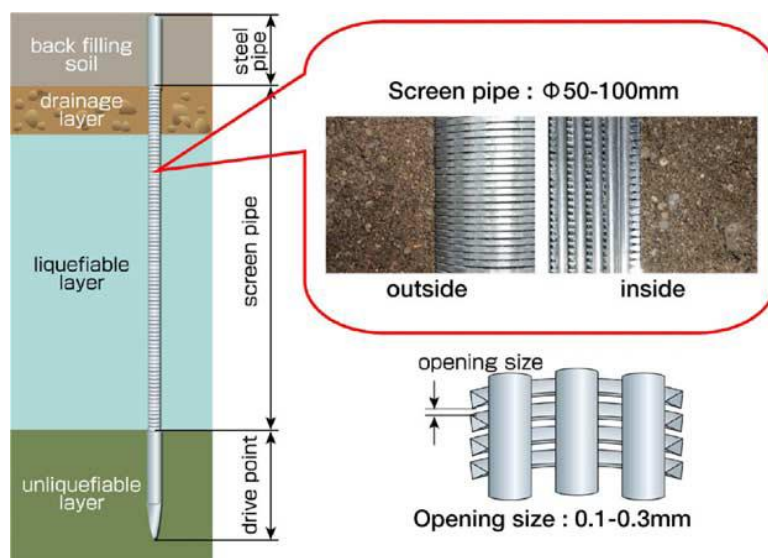 back filling
soil
drainage
layer
liquefiable
layer
unliquefiable
layer
steel
pipe
screen pipe
drive point
Screen pipe : Φ50-100mm
outside
inside
opening size
Opening size : 0.1-0.3mm